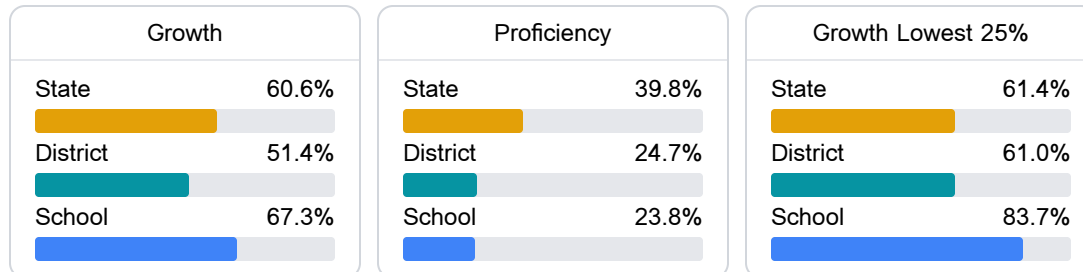 Growth
State 60.6%
District 51.4%
School 67.3%
Proficiency
State 39.8%
District 24.7%
School 23.8%
Growth Lowest 25%
State 61.4%
District 61.0%
School 83.7%